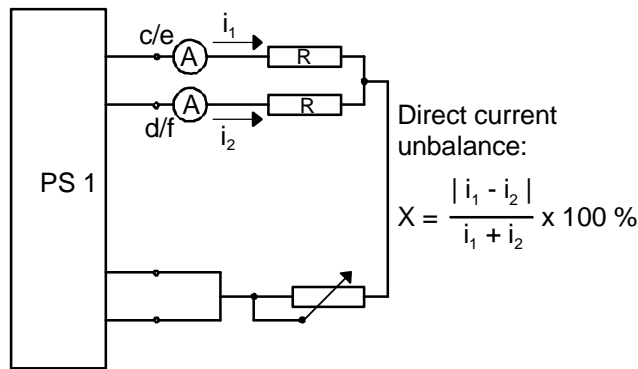 c/e
i₁
A
R
A
R
d/f
i₂
PS 1
Direct current
unbalance:
X = | i₁ - i₂ | / i₁ + i₂ x 100 %